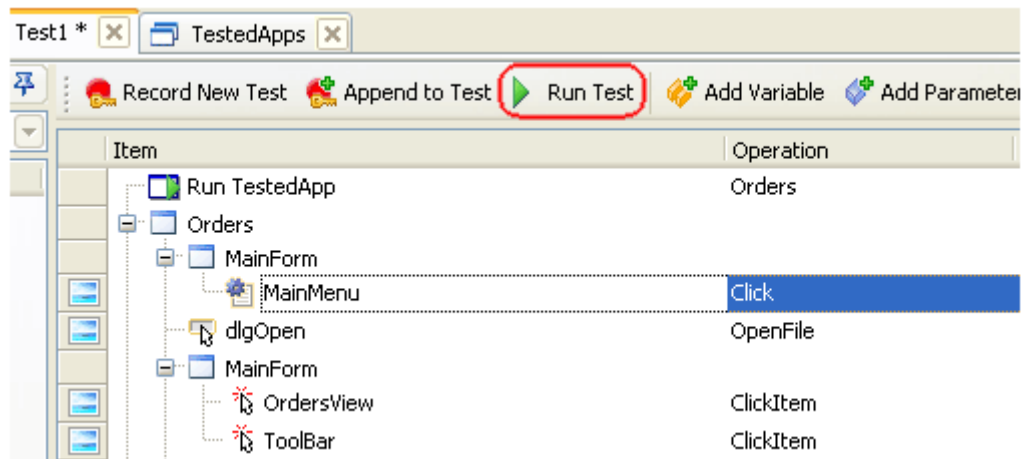 Test1 * TestedApps
Record New Test Append to Test Run Test Add Variable Add Parameter
Item Operation
Run TestedApp Orders
Orders
MainForm
MainMenu Click
dlgOpen OpenFile
MainForm
OrdersView ClickItem
ToolBar ClickItem